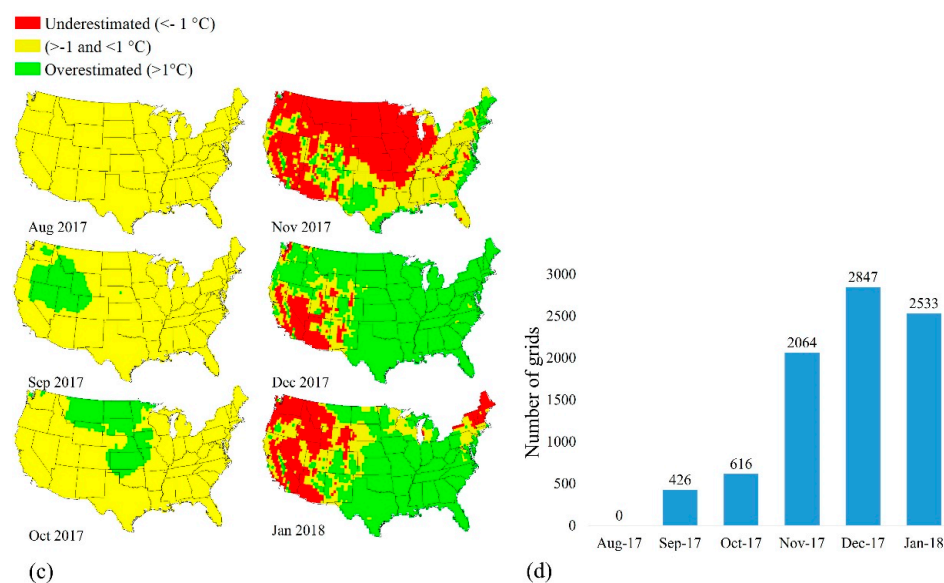 Underestimated (<- 1 °C)
(>-1 and <1 °C)
Overestimated (>1°C)
Aug 2017
Nov 2017
Sep 2017
Dec 2017
Oct 2017
Jan 2018
(c)
Number of grids
3000
2500
2000
1500
1000
500
0
0
426
616
2064
2847
2533
Aug-17
Sep-17
Oct-17
Nov-17
Dec-17
Jan-18
(d)